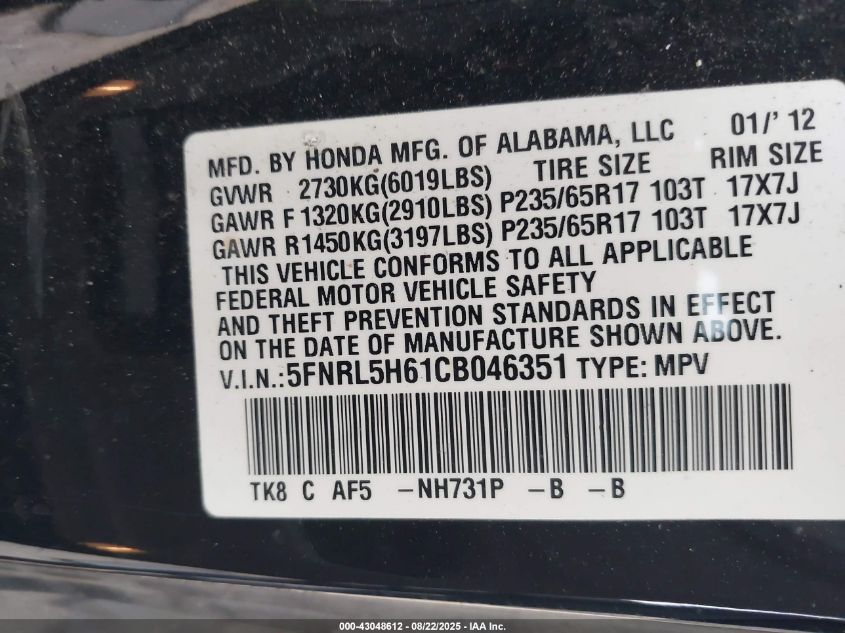 MFD. BY HONDA MFG. OF ALABAMA, LLC 01/' 12
GVWR 2730KG(6019LBS) TIRE SIZE RIM SIZE
GAWR F 1320KG(2910LBS) P235/65R17 103T 17X7J
GAWR R1450KG(3197LBS) P235/65R17 103T 17X7J
THIS VEHICLE CONFORMS TO ALL APPLICABLE
FEDERAL MOTOR VEHICLE SAFETY
AND THEFT PREVENTION STANDARDS IN EFFECT
ON THE DATE OF MANUFACTURE SHOWN ABOVE.
V.I.N.:5FNRL5H61CB046351 TYPE: MPV
TK8 C AF5 -NH731P -B -B
000-43048612 - 08/22/2025 - IAA Inc.